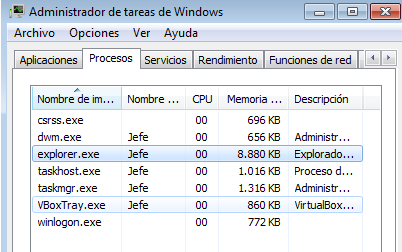 Administrador de tareas de Windows
Archivo Opciones Ver Ayuda
Aplicaciones Procesos Servicios Rendimiento Funciones de red
Nombre de im... Nombre ... CPU Memoria ... Descripción
csrss.exe 00 696 KB
dwm.exe Jefe 00 656 KB Administr...
explorer.exe Jefe 00 8.880 KB Explorado...
taskhost.exe Jefe 00 1.016 KB Proceso d...
taskmgr.exe Jefe 00 1.316 KB Administr...
VBoxTray.exe Jefe 00 860 KB VirtualBox...
winlogon.exe 00 772 KB